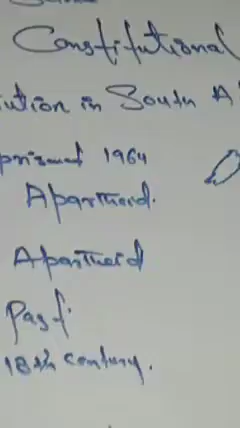 Constitutional
ution in South A
prisment 1964
Apartheid.
Apartheid
Past
18th century.